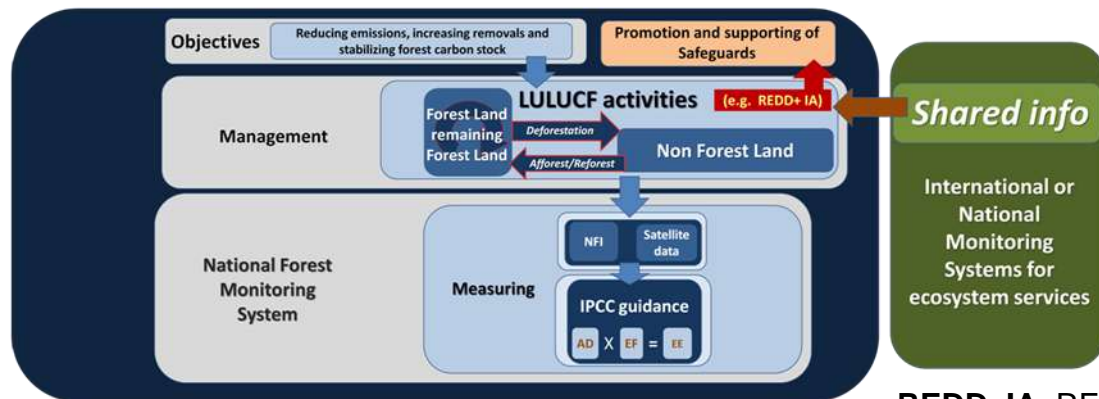 Objectives
Reducing emissions, increasing removals and
stabilizing forest carbon stock
Promotion and supporting of
Safeguards
Management
LULUCF activities
(e.g. REDD+ IA)
Forest Land
remaining
Forest Land
Deforestation
Afforest/Reforest
Non Forest Land
Shared info
International or
National
Monitoring
Systems for
ecosystem services
National Forest
Monitoring
System
Measuring
NFI
Satellite
data
IPCC guidance
AD X EF = EE